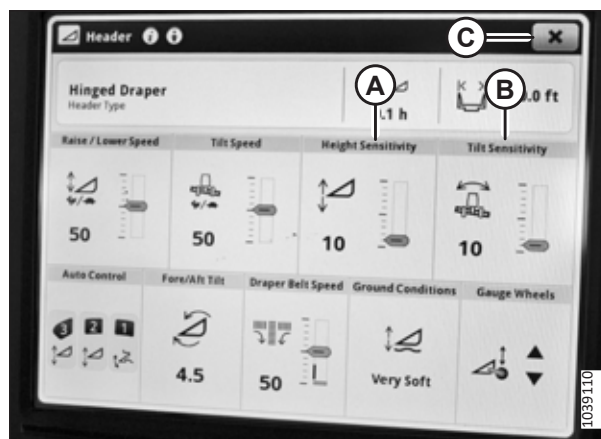 Header i i
C
X
Hinged Draper
Header Type
A
.1 h
B
.0 ft
Raise / Lower Speed
Tilt Speed
Height Sensitivity
Tilt Sensitivity
50
50
10
10
Auto Control
Fore/Aft Tilt
Draper Belt Speed
Ground Conditions
Gauge Wheels
3 2 1
4.5
50
Very Soft
1039110